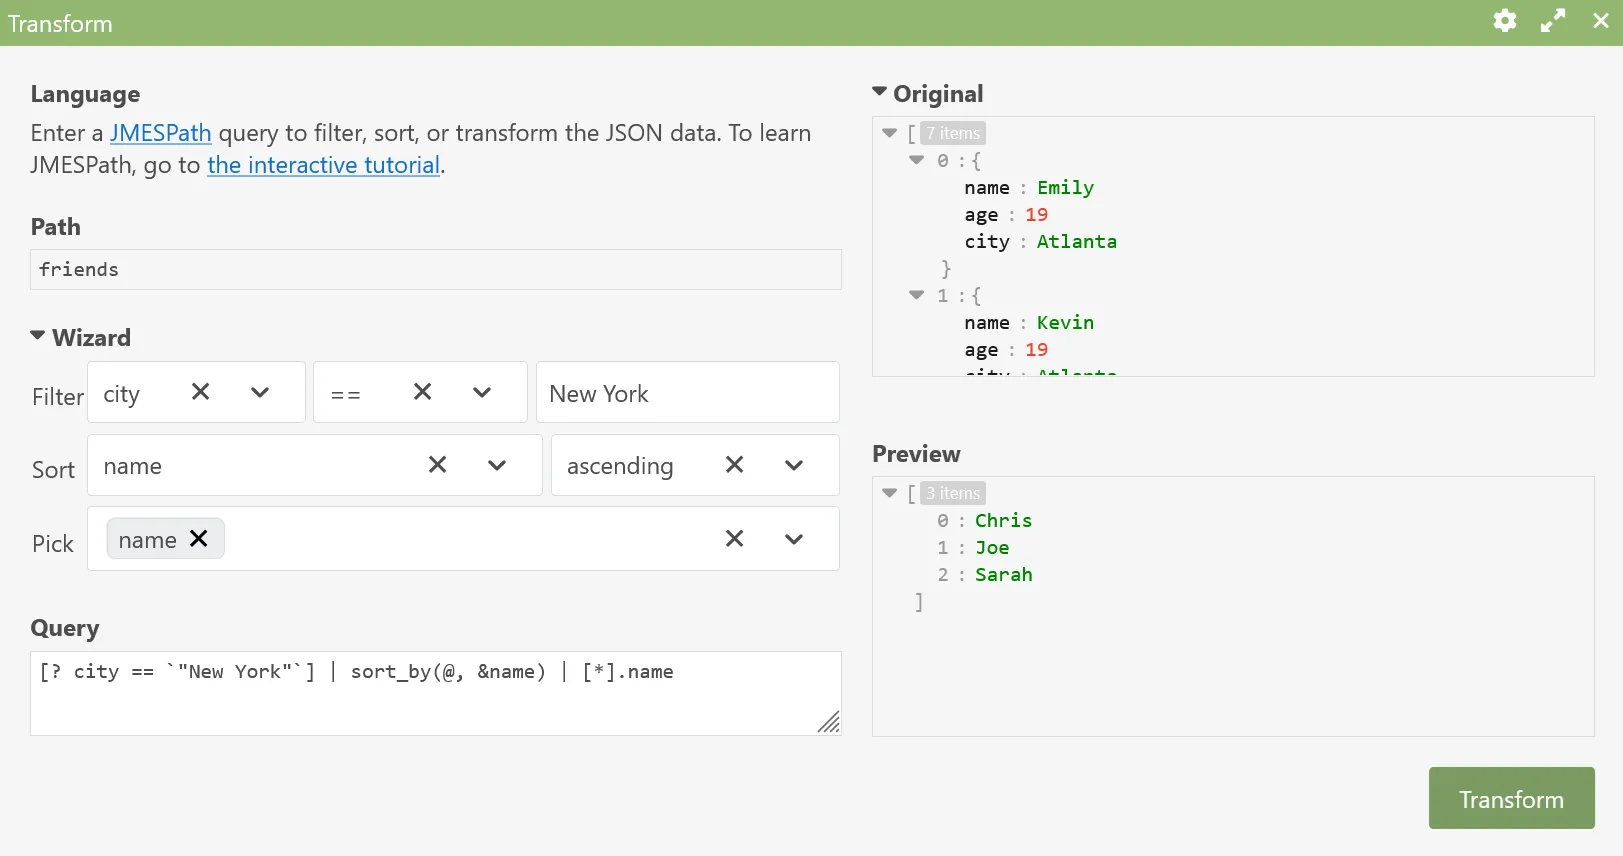 Transform
Language
Enter a JMESPath query to filter, sort, or transform the JSON data. To learn
JMESPath, go to the interactive tutorial.
Path
friends
Wizard
Filter city == New York
Sort name ascending
Pick name
Query
[? city == `"New York"`] | sort_by(@, &name) | [*].name
Original
[ 7 items
0 : {
name : Emily
age : 19
city : Atlanta
}
1 : {
name : Kevin
age : 19
city : Atlanta
Preview
[ 3 items
0 : Chris
1 : Joe
2 : Sarah
]
Transform